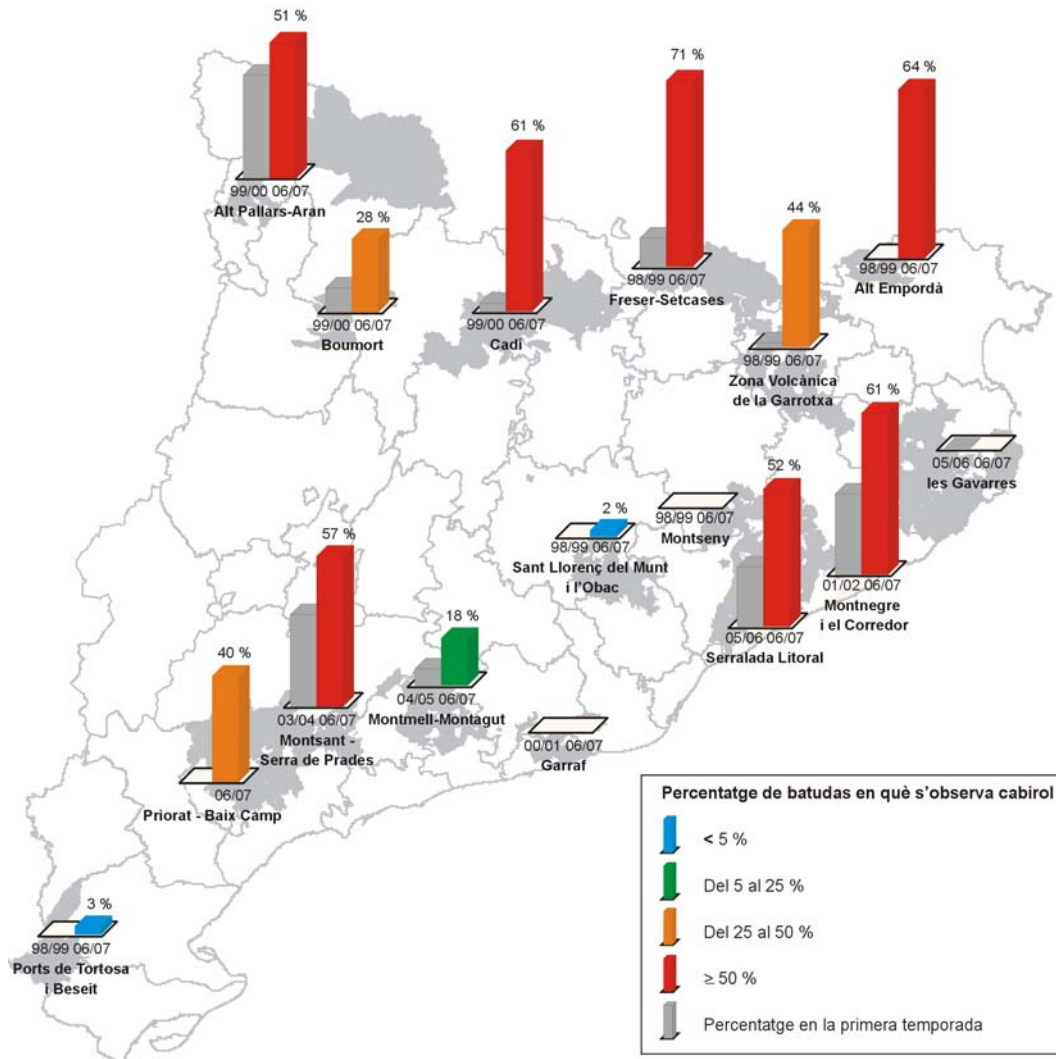 51 %
99/00 06/07
Alt Pallars-Aran
28 %
99/00 06/07
Boumort
61 %
99/00 06/07
Cadí
71 %
98/99 06/07
Freser-Setcases
44 %
98/99 06/07
Zona Volcànica
de la Garrotxa
64 %
98/99 06/07
Alt Empordà
05/06 06/07
les Gavarres
61 %
01/02 06/07
Montnegre
i el Corredor
52 %
05/06 06/07
Serralada Litoral
98/99 06/07
Montseny
2 %
98/99 06/07
Sant Llorenç del Munt
i l'Obac
57 %
03/04 06/07
Montsant -
Serra de Prades
18 %
04/05 06/07
Montmell-Montagut
00/01 06/07
Garraf
40 %
06/07
Priorat - Baix Camp
3 %
98/99 06/07
Ports de Tortosa
i Beseit
Percentatge de batudas en què s'observa cabirol
< 5 %
Del 5 al 25 %
Del 25 al 50 %
≥ 50 %
Percentatge en la primera temporada